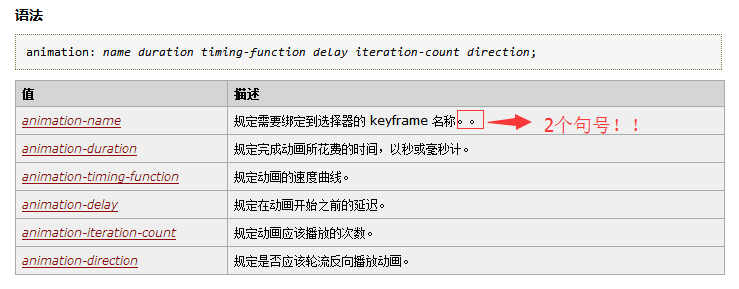 语法
animation: name duration timing-function delay iteration-count direction;
值 描述
animation-name 规定需要绑定到选择器的 keyframe 名称。。 2个句号！！
animation-duration 规定完成动画所花费的时间，以秒或毫秒计。
animation-timing-function 规定动画的速度曲线。
animation-delay 规定在动画开始之前的延迟。
animation-iteration-count 规定动画应该播放的次数。
animation-direction 规定是否应该轮流反向播放动画。